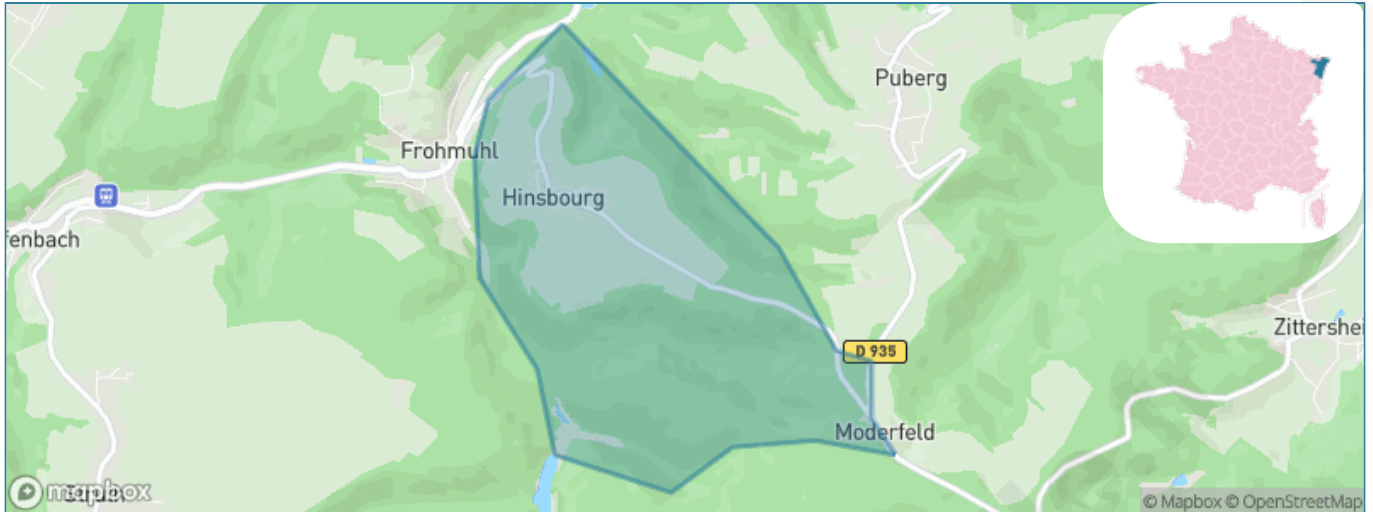 Puberg
Frohmuhl
Hinsbourg
fenbach
Zittershei
D 935
Moderfeld
mapbox
© Mapbox © OpenStreetMap